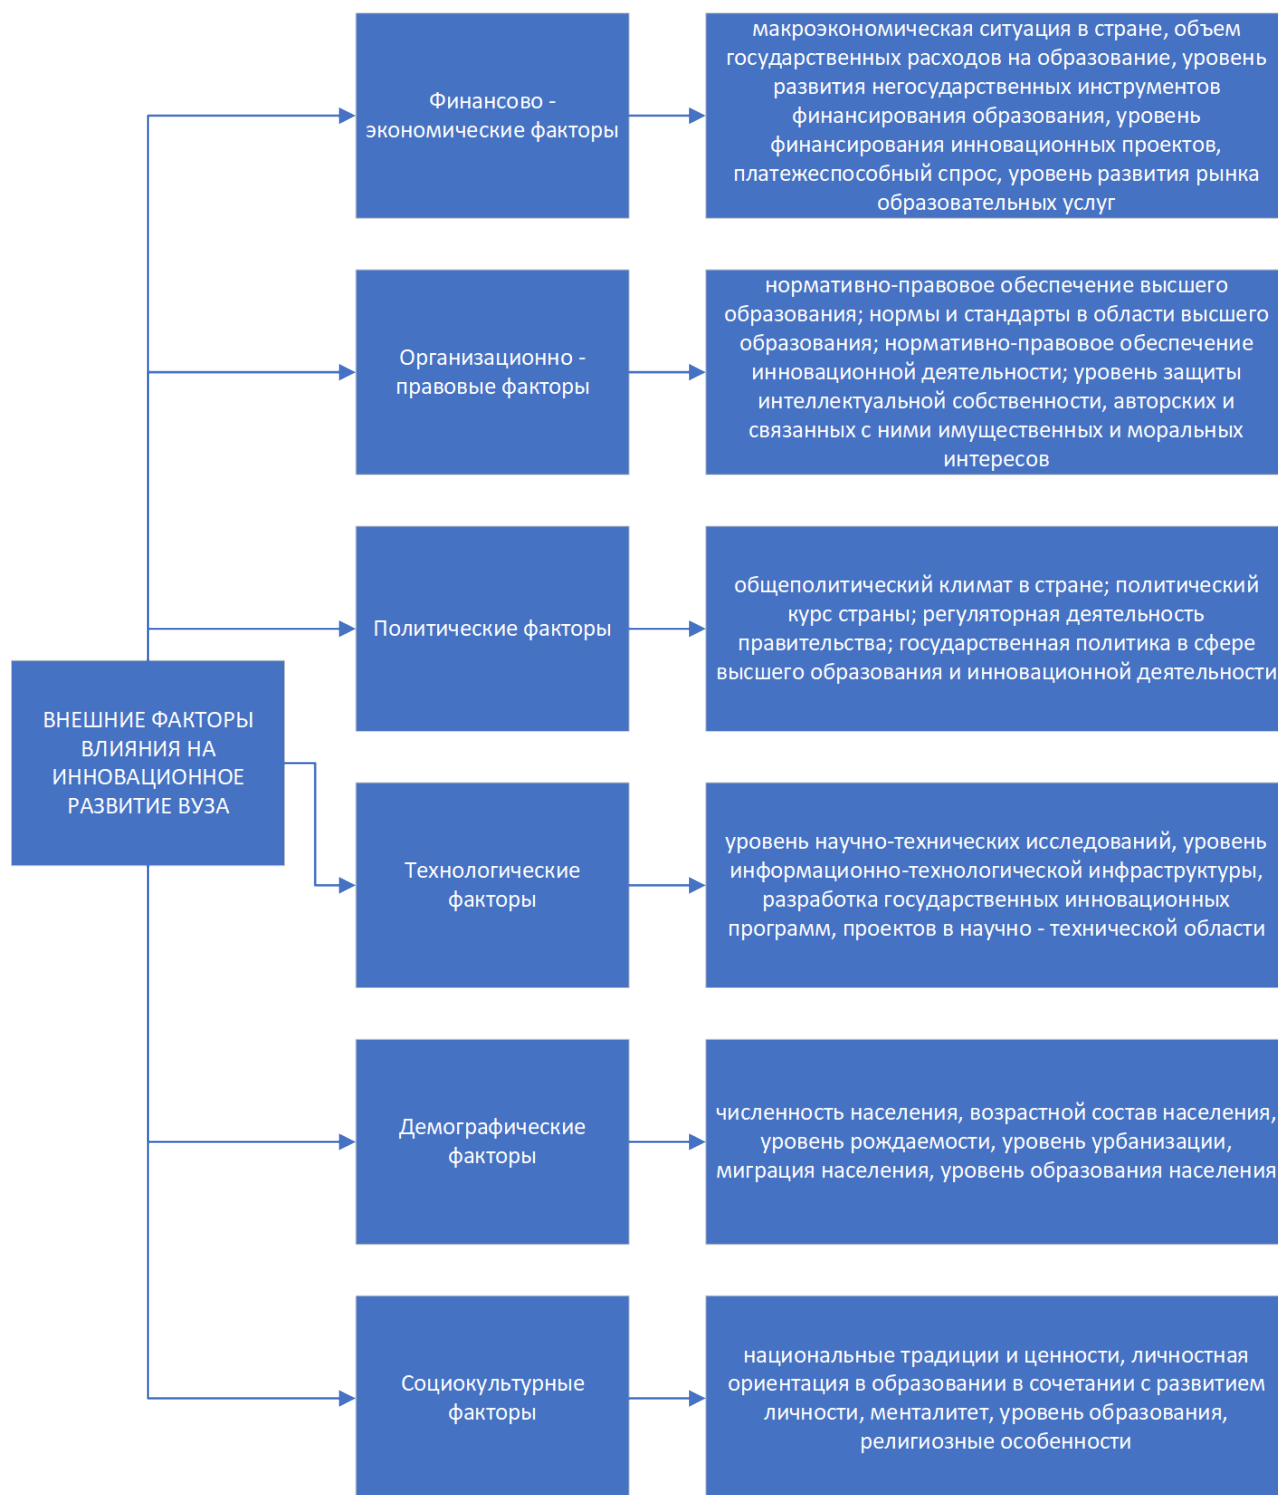 Финансово -
экономические факторы
макроэкономическая ситуация в стране, объем
государственных расходов на образование, уровень
развития негосударственных инструментов
финансирования образования, уровень
финансирования инновационных проектов,
платежеспособный спрос, уровень развития рынка
образовательных услуг
Организационно -
правовые факторы
нормативно-правовое обеспечение высшего
образования; нормы и стандарты в области высшего
образования; нормативно-правовое обеспечение
инновационной деятельности; уровень защиты
интеллектуальной собственности, авторских и
связанных с ними имущественных и моральных
интересов
Политические факторы
общеполитический климат в стране; политический
курс страны; регуляторная деятельность
правительства; государственная политика в сфере
высшего образования и инновационной деятельности
ВНЕШНИЕ ФАКТОРЫ
ВЛИЯНИЯ НА
ИННОВАЦИОННОЕ
РАЗВИТИЕ ВУЗА
Технологические
факторы
уровень научно-технических исследований, уровень
информационно-технологической инфраструктуры,
разработка государственных инновационных
программ, проектов в научно - технической области
Демографические
факторы
численность населения, возрастной состав населения,
уровень рождаемости, уровень урбанизации,
миграция населения, уровень образования населения
Социокультурные
факторы
национальные традиции и ценности, личностная
ориентация в образовании в сочетании с развитием
личности, менталитет, уровень образования,
религиозные особенности